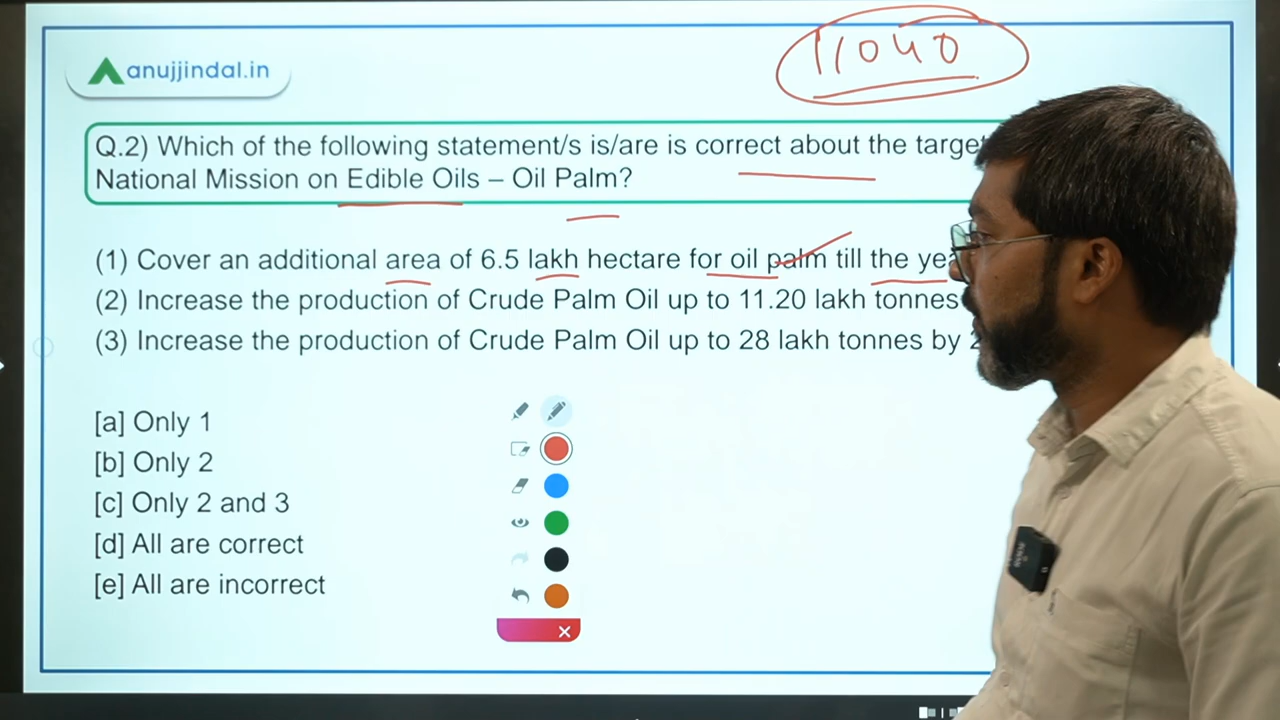 11040
anujjindal.in
Q.2) Which of the following statement/s is/are is correct about the
National Mission on Edible Oils – Oil Palm?
(1) Cover an additional area of 6.5 lakh hectare for oil palm till the
(2) Increase the production of Crude Palm Oil up to 11.20 lakh tonnes
(3) Increase the production of Crude Palm Oil up to 28 lakh tonnes by
[a] Only 1
[b] Only 2
[c] Only 2 and 3
[d] All are correct
[e] All are incorrect